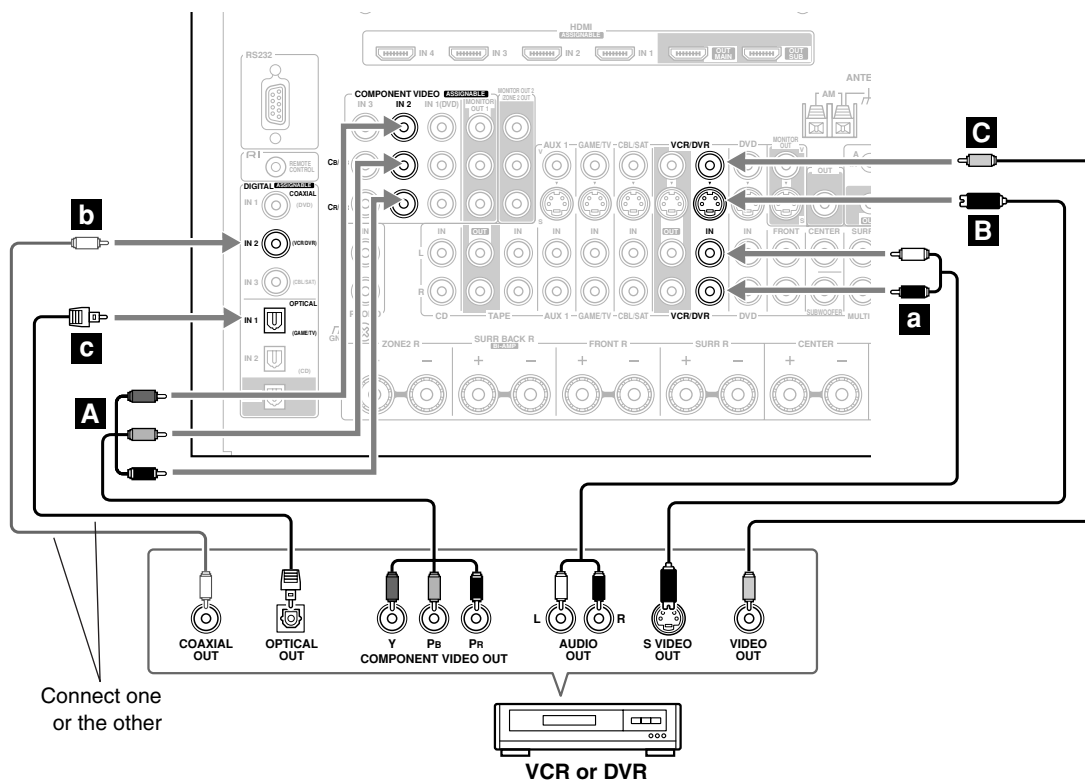 HDMI
ASSIGNABLE
IN 4
IN 3
IN 2
IN 1
OUT MAIN
OUT SUB
RS232
ANTE
AM
COMPONENT VIDEO ASSIGNABLE
MONITOR OUT 2
ZONE 2 OUT
IN 3
IN 2
IN 1 (DVD)
MONITOR OUT 1
RI
REMOTE CONTROL
DIGITAL ASSIGNABLE
COAXIAL
IN 1
(DVD)
IN 2
(VCR/DVR)
IN 3
(CBL/SAT)
OPTICAL
IN 1
(GAME/TV)
IN 2
(CD)
AUX 1
GAME/TV
CBL/SAT
VCR/DVR
DVD
MONITOR OUT
V
S
V
S
OUT
A
IN
IN
OUT
IN
IN
IN
IN
OUT
IN
IN
FRONT
CENTER
SURR
L
R
CD
TAPE
AUX 1
GAME/TV
CBL/SAT
VCR/DVR
DVD
SUBWOOFER
MULTI
ZONE2 R
SURR BACK R
BI-AMP
FRONT R
SURR R
CENTER
–
+
–
+
–
+
–
+
–
b
c
A
C
B
a
COAXIAL OUT
OPTICAL OUT
Y
PB
PR
COMPONENT VIDEO OUT
L
R
AUDIO OUT
S VIDEO OUT
VIDEO OUT
Connect one
or the other
VCR or DVR